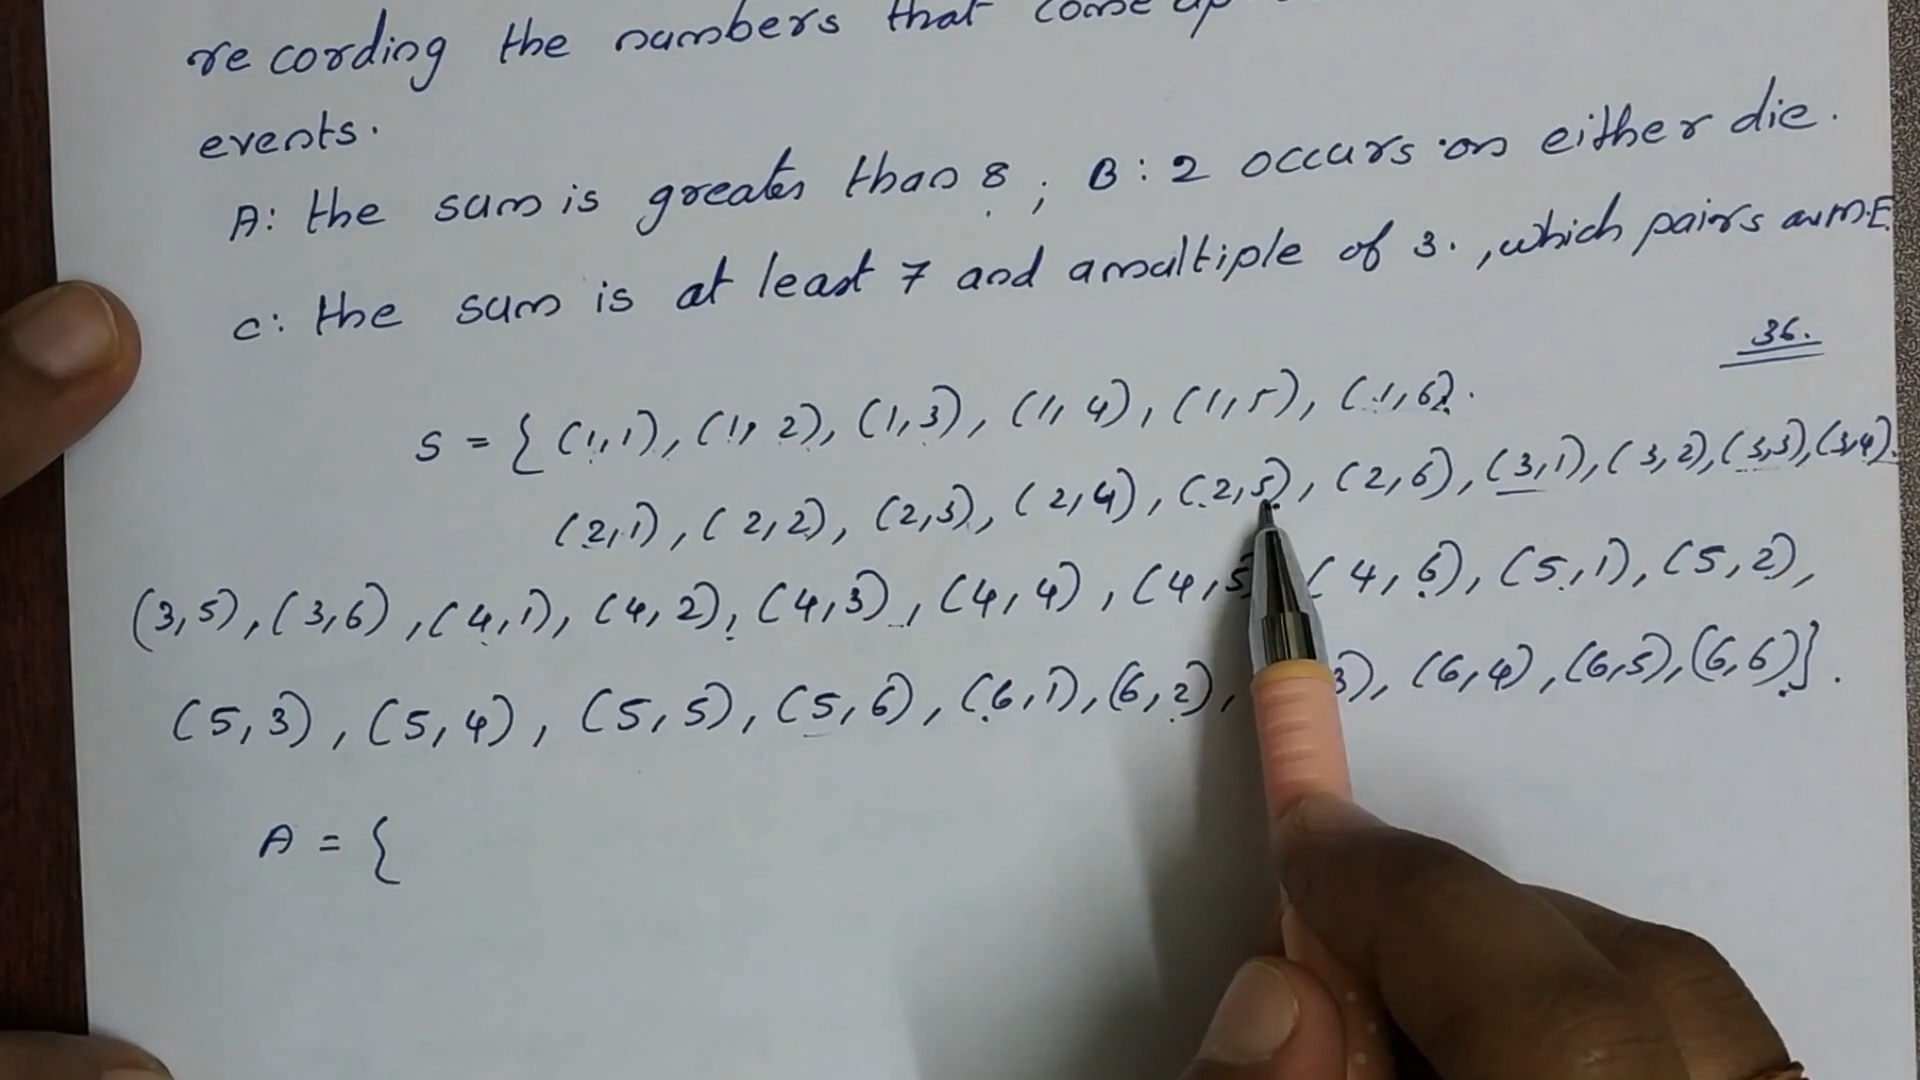 recording the numbers that come up
events.
A: the sum is greater than 8 ; B : 2 occurs on either die.
C: the sum is at least 7 and a multiple of 3. , which pairs are M.E.
36.
S = { (1,1), (1, 2), (1,3), (1, 4), (1,5), (1,6).
(2,1), (2,2), (2,3), (2,4), (2,5), (2,6), (3,1), (3,2), (3,3), (3,4).
(3,5), (3,6), (4,1), (4,2), (4,3), (4,4), (4,5 (4,6), (5,1), (5,2),
(5,3), (5,4), (5,5), (5,6), (6,1), (6,2), 3), (6,4), (6,5), (6,6)}.
A = {